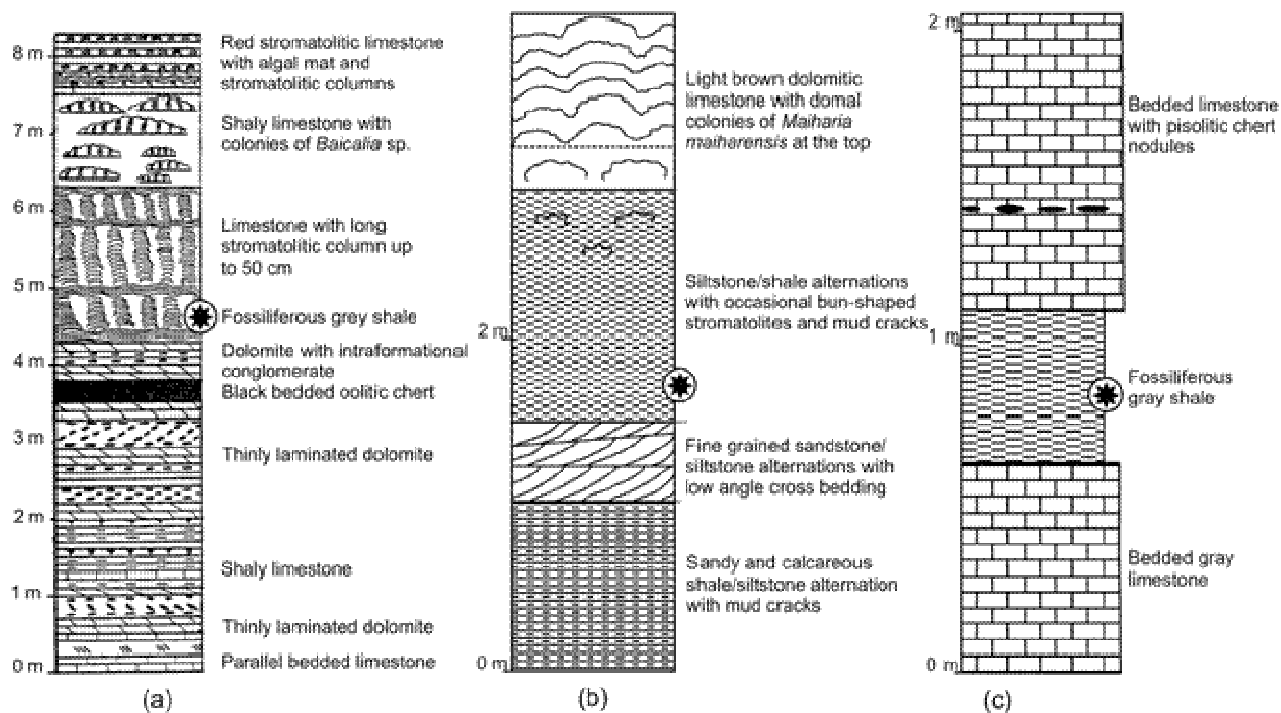 8 m
7 m
6 m
5 m
4 m
3 m
2 m
1 m
0 m
Red stromatolitic limestone
with algal mat and
stromatolitic columns
Shaly limestone with
colonies of Baicalia sp.
Limestone with long
stromatolitic column up
to 50 cm
Fossiliferous grey shale
Dolomite with intraformational
conglomerate
Black bedded oolitic chert
Thinly laminated dolomite
Shaly limestone
Thinly laminated dolomite
Parallel bedded limestone
(a)
2 m
0 m
Light brown dolomitic
limestone with domal
colonies of Maiharia
maiharensis at the top
Siltstone/shale alternations
with occasional bun-shaped
stromatolites and mud cracks
Fine grained sandstone/
siltstone alternations with
low angle cross bedding
Sandy and calcareous
shale/siltstone alternation
with mud cracks
(b)
2 m
1 m
0 m
Bedded limestone
with pisolitic chert
nodules
Fossiliferous
gray shale
Bedded gray
limestone
(c)